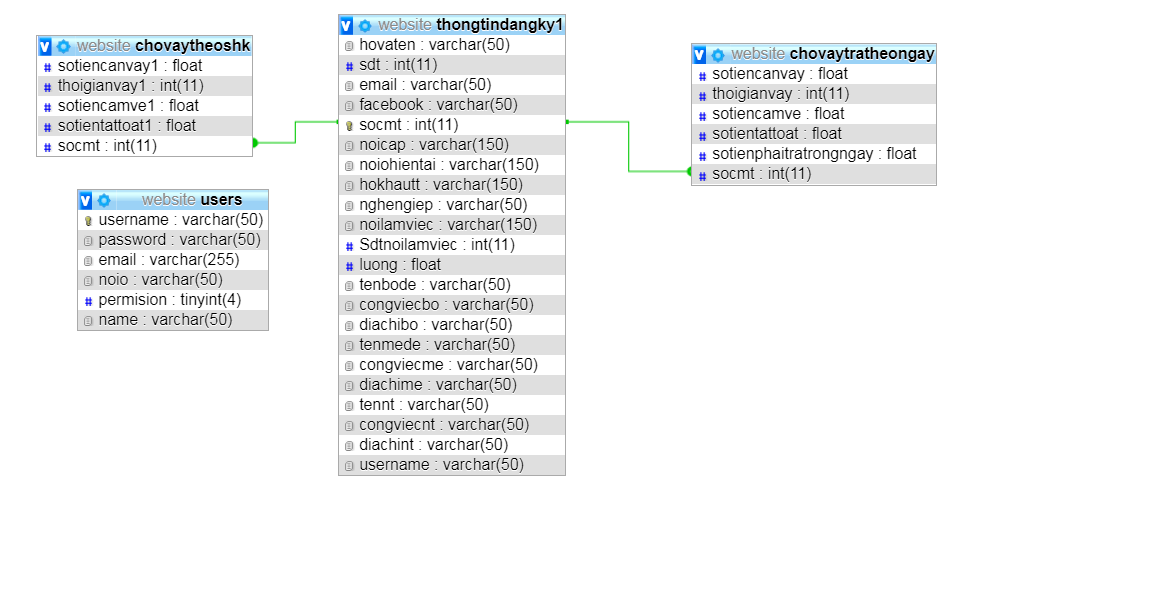 V website chovaytheoshk
# sotiencanvay1 : float
# thoigianvay1 : int(11)
# sotiencamve1 : float
# sotientattoat1 : float
# socmt : int(11)
V website users
username : varchar(50)
password : varchar(50)
email : varchar(255)
noio : varchar(50)
# permision : tinyint(4)
name : varchar(50)
V website thongtindangky1
hovaten : varchar(50)
# sdt : int(11)
email : varchar(50)
facebook : varchar(50)
socmt : int(11)
noicap : varchar(150)
noiohientai : varchar(150)
hokhautt : varchar(150)
nghengiep : varchar(50)
noilamviec : varchar(150)
# Sdtnoilamviec : int(11)
# luong : float
tenbode : varchar(50)
congviecbo : varchar(50)
diachibo : varchar(50)
tenmede : varchar(50)
congviecme : varchar(50)
diachime : varchar(50)
tennt : varchar(50)
congviecnt : varchar(50)
diachint : varchar(50)
username : varchar(50)
V website chovaytratheongay
# sotiencanvay : float
# thoigianvay : int(11)
# sotiencamve : float
# sotientattoat : float
# sotienphaitratrongngay : float
# socmt : int(11)